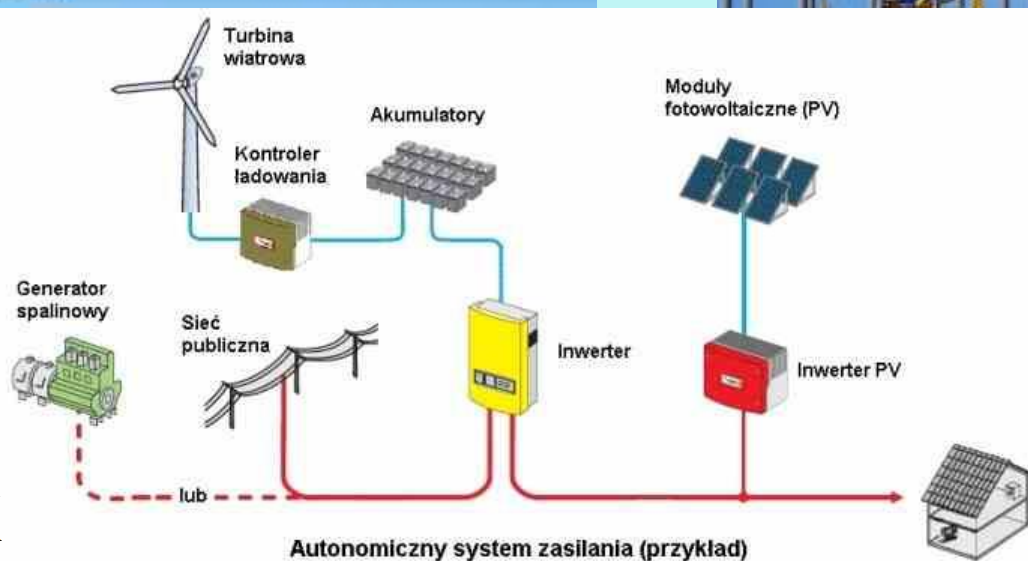 Turbina
wiatrowa
Akumulatory
Moduły
fotowoltaiczne (PV)
Kontroler
ładowania
Generator
spalinowy
Sieć
publiczna
Inwerter
Inwerter PV
lub
Autonomiczny system zasilania (przykład)